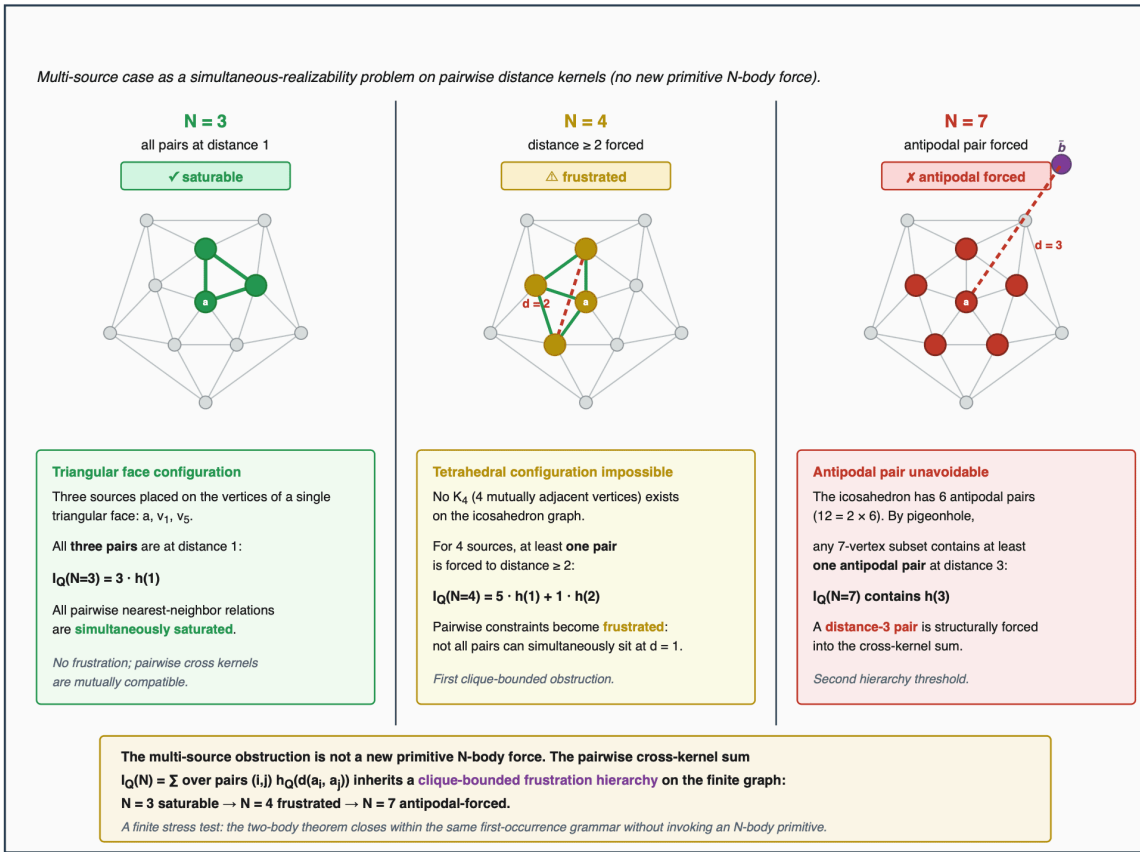 Multi-source case as a simultaneous-realizability problem on pairwise distance kernels (no new primitive N-body force).
N = 3
all pairs at distance 1
✓ saturable
a
Triangular face configuration
Three sources placed on the vertices of a single
triangular face: a, v₁, v₅.
All three pairs are at distance 1:
I_Q(N=3) = 3 · h(1)
All pairwise nearest-neighbor relations
are simultaneously saturated.
No frustration; pairwise cross kernels
are mutually compatible.
N = 4
distance ≥ 2 forced
⚠ frustrated
d = 2
a
Tetrahedral configuration impossible
No K₄ (4 mutually adjacent vertices) exists
on the icosahedron graph.
For 4 sources, at least one pair
is forced to distance ≥ 2:
I_Q(N=4) = 5 · h(1) + 1 · h(2)
Pairwise constraints become frustrated:
not all pairs can simultaneously sit at d = 1.
First clique-bounded obstruction.
N = 7
antipodal pair forced
b̄
✗ antipodal forced
d = 3
a
Antipodal pair unavoidable
The icosahedron has 6 antipodal pairs
(12 = 2 × 6). By pigeonhole,
any 7-vertex subset contains at least
one antipodal pair at distance 3:
I_Q(N=7) contains h(3)
A distance-3 pair is structurally forced
into the cross-kernel sum.
Second hierarchy threshold.
The multi-source obstruction is not a new primitive N-body force. The pairwise cross-kernel sum
I_Q(N) = Σ over pairs (i,j) h_Q(d(a_i, a_j)) inherits a clique-bounded frustration hierarchy on the finite graph:
N = 3 saturable → N = 4 frustrated → N = 7 antipodal-forced.
A finite stress test: the two-body theorem closes within the same first-occurrence grammar without invoking an N-body primitive.